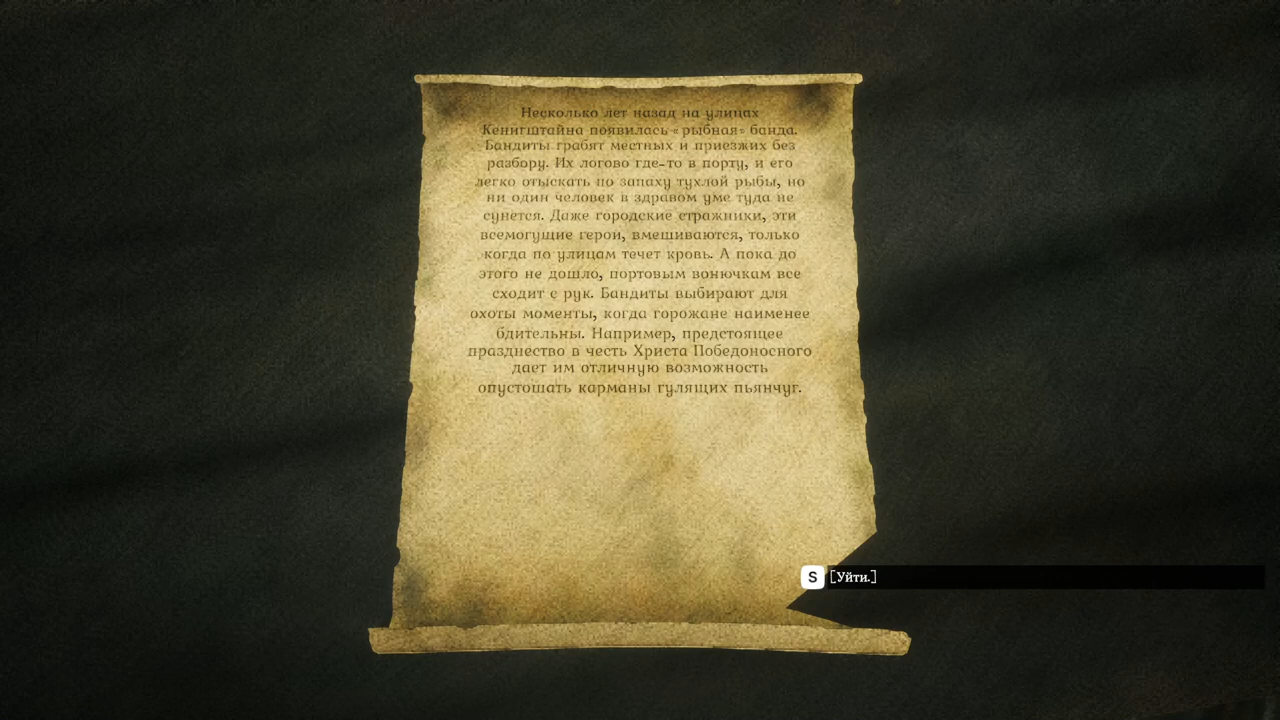 Несколько лет назад на улицах
Кенигштайна появилась «рыбная» банда.
Бандиты грабят местных и приезжих без
разбору. Их логово где-то в порту, и его
легко отыскать по запаху тухлой рыбы, но
ни один человек в здравом уме туда не
сунется. Даже городские стражники, эти
всемогущие герои, вмешиваются, только
когда по улицам течет кровь. А пока до
этого не дошло, портовым вонючкам все
сходит с рук. Бандиты выбирают для
охоты моменты, когда горожане наименее
бдительны. Например, предстоящее
празднество в честь Христа Победоносного
дает им отличную возможность
опустошать карманы гулящих пьянчуг.
S [Уйти.]